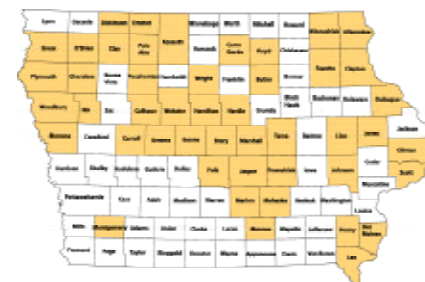 Lyon Osceola Dickinson Emmet Winnebago Worth Mitchell Howard Winneshiek Allamakee
Kossuth
Sioux O'Brien Clay Palo Alto Hancock Cerro Gordo Floyd Chickasaw
Fayette Clayton
Plymouth Cherokee Buena Vista Pocahontas Humboldt Wright Franklin Butler Bremer
Woodbury Ida Sac Calhoun Webster Hamilton Hardin Grundy Black Hawk Buchanan Delaware Dubuque
Monona Crawford Carroll Greene Boone Story Marshall Tama Benton Linn Jones Jackson
Clinton
Harrison Shelby Audubon Guthrie Dallas Polk Jasper Poweshiek Iowa Johnson Cedar Scott
Muscatine
Pottawattamie Cass Adair Madison Warren Marion Mahaska Keokuk Washington Louisa
Mills Montgomery Adams Union Clarke Lucas Monroe Wapello Jefferson Henry Des Moines
Fremont Page Taylor Ringgold Decatur Wayne Appanoose Davis Van Buren Lee